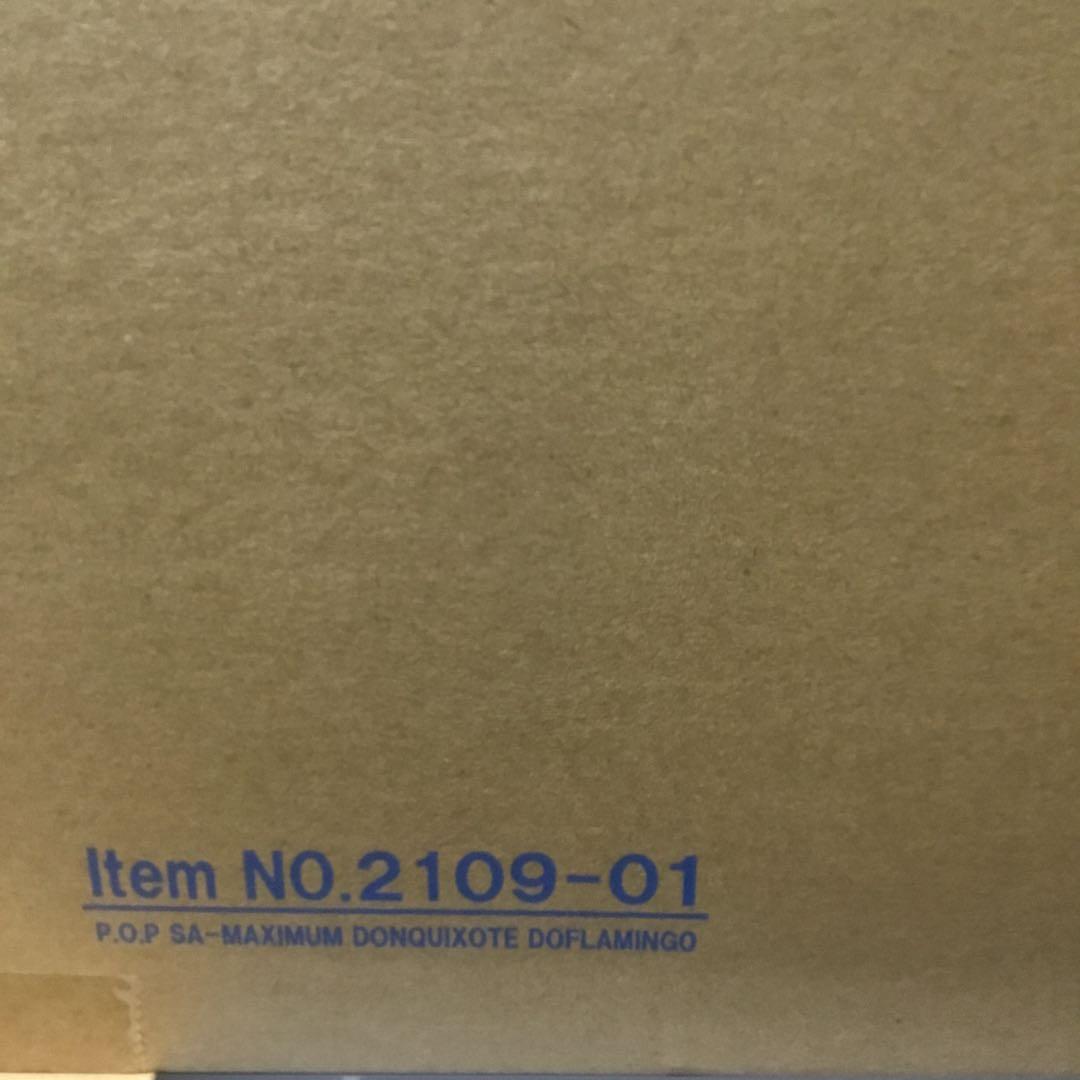 Item NO.2109-01
P.O.P SA-MAXIMUM DONQUIXOTE DOFLAMINGO